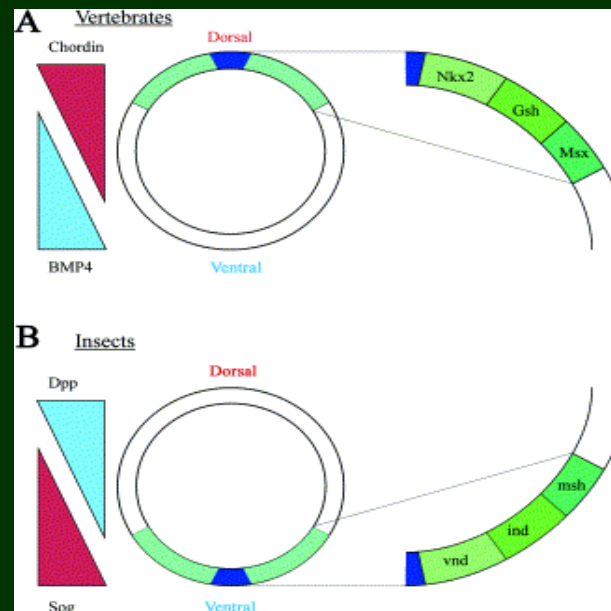 A Vertebrates
Chordin
Dorsal
Nkx2
Gsh
Msx
BMP4
Ventral
B Insects
Dpp
Dorsal
msh
ind
vnd
Sog
Ventral